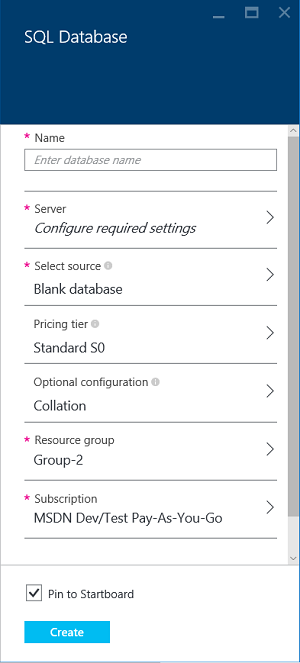 SQL Database
* Name
Enter database name
* Server
Configure required settings
* Select source
Blank database
Pricing tier
Standard S0
Optional configuration
Collation
* Resource group
Group-2
* Subscription
MSDN Dev/Test Pay-As-You-Go
Pin to Startboard
Create